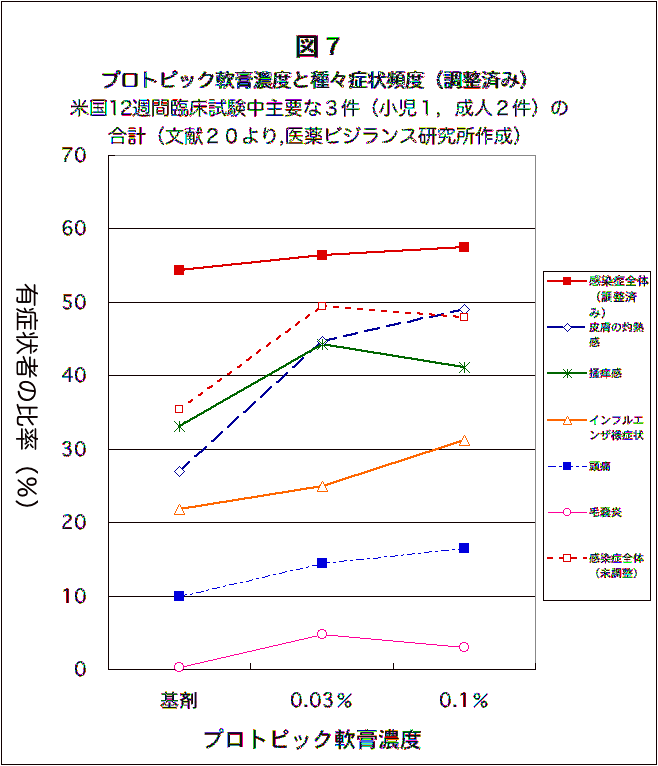 図７
プロトピック軟膏濃度と種々症状頻度（調整済み）
米国12週間臨床試験中主要な３件（小児１，成人２件）の
合計（文献２０より,医薬ビジランス研究所作成）
70
60
50
40
30
20
10
0
有症状者の比率（%）
基剤
0.03%
0.1%
プロトピック軟膏濃度
感染症全体
（調整済
み）
皮膚の灼熱
感
掻痒感
インフルエ
ンザ様症状
頭痛
毛嚢炎
感染症全体
（未調整）